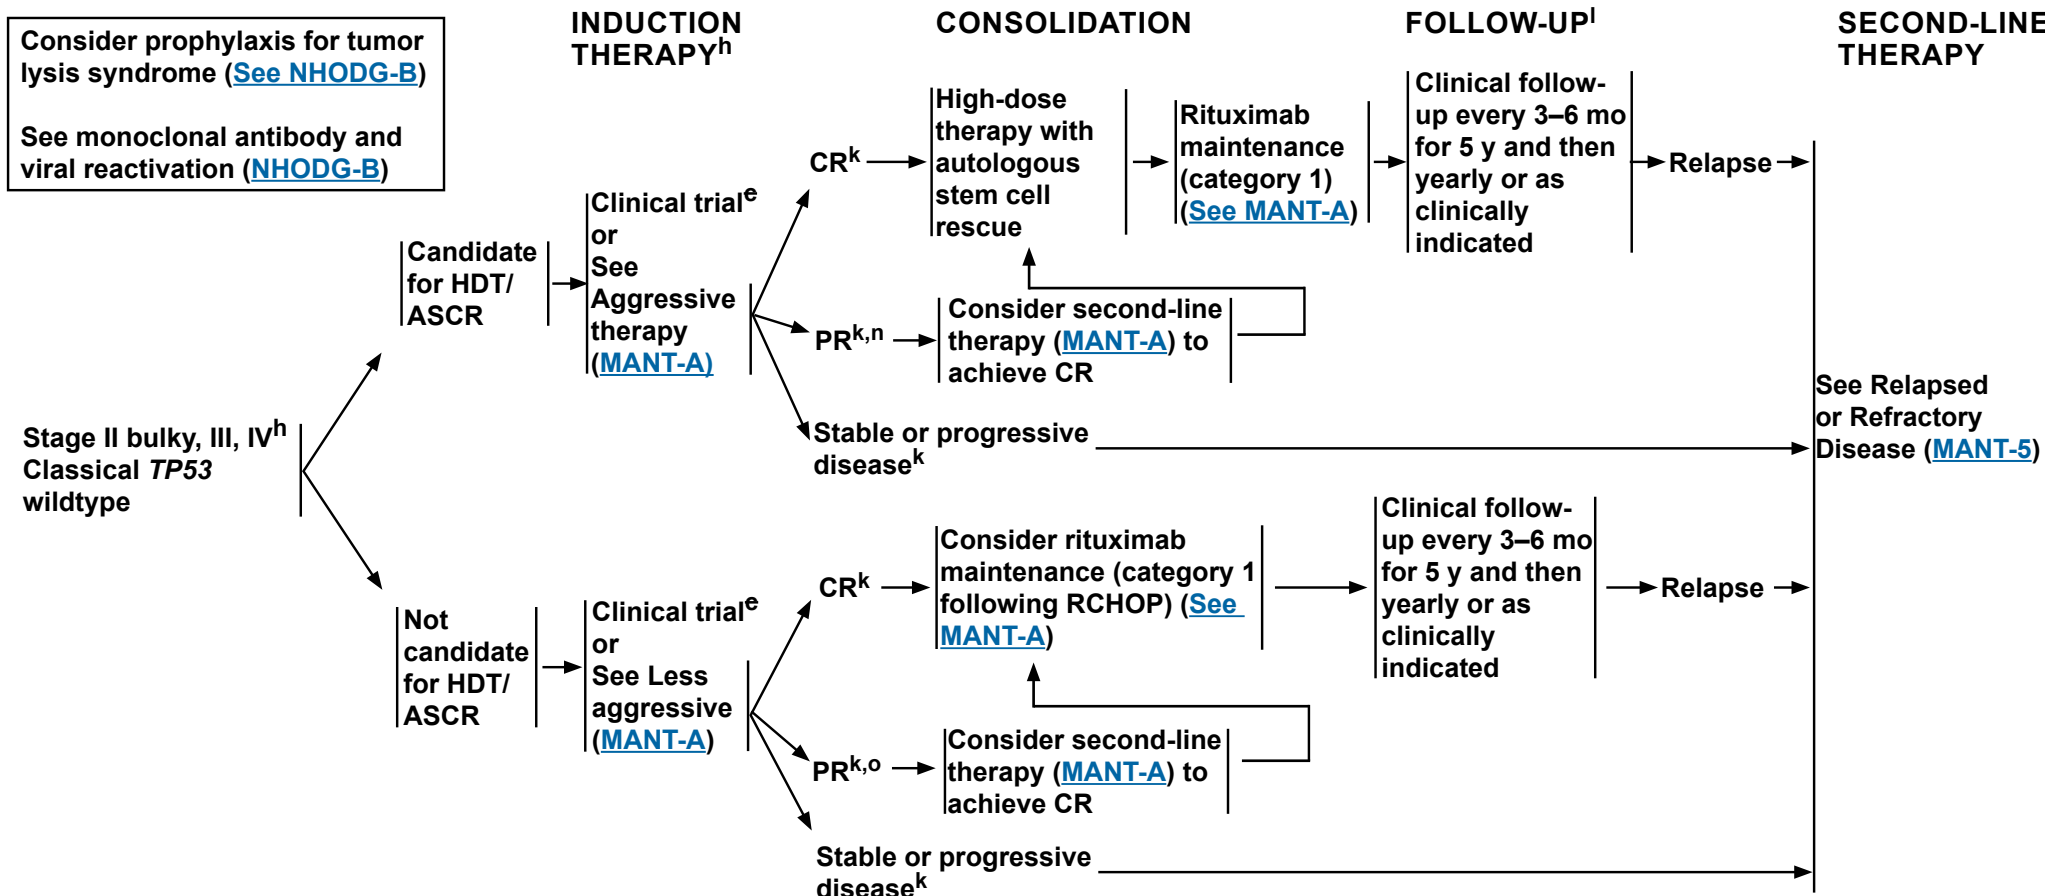 Consider prophylaxis for tumor
lysis syndrome (See NHODG-B)
See monoclonal antibody and
viral reactivation (NHODG-B)
INDUCTION
THERAPYʰ
CONSOLIDATION
FOLLOW-UPˡ
SECOND-LINE
THERAPY
Stage II bulky, III, IVʰ
Classical TP53
wildtype
Candidate
for HDT/
ASCR
Clinical trialᵉ
or
See
Aggressive
therapy
(MANT-A)
CRᵏ
High-dose
therapy with
autologous
stem cell
rescue
Rituximab
maintenance
(category 1)
(See MANT-A)
Clinical follow-
up every 3–6 mo
for 5 y and then
yearly or as
clinically
indicated
Relapse
PRᵏ,ⁿ
Consider second-line
therapy (MANT-A) to
achieve CR
Stable or progressive
diseaseᵏ
See Relapsed
or Refractory
Disease (MANT-5)
Not
candidate
for HDT/
ASCR
Clinical trialᵉ
or
See Less
aggressive
(MANT-A)
CRᵏ
Consider rituximab
maintenance (category 1
following RCHOP) (See
MANT-A)
Clinical follow-
up every 3–6 mo
for 5 y and then
yearly or as
clinically
indicated
Relapse
PRᵏ,ᵒ
Consider second-line
therapy (MANT-A) to
achieve CR
Stable or progressive
diseaseᵏ